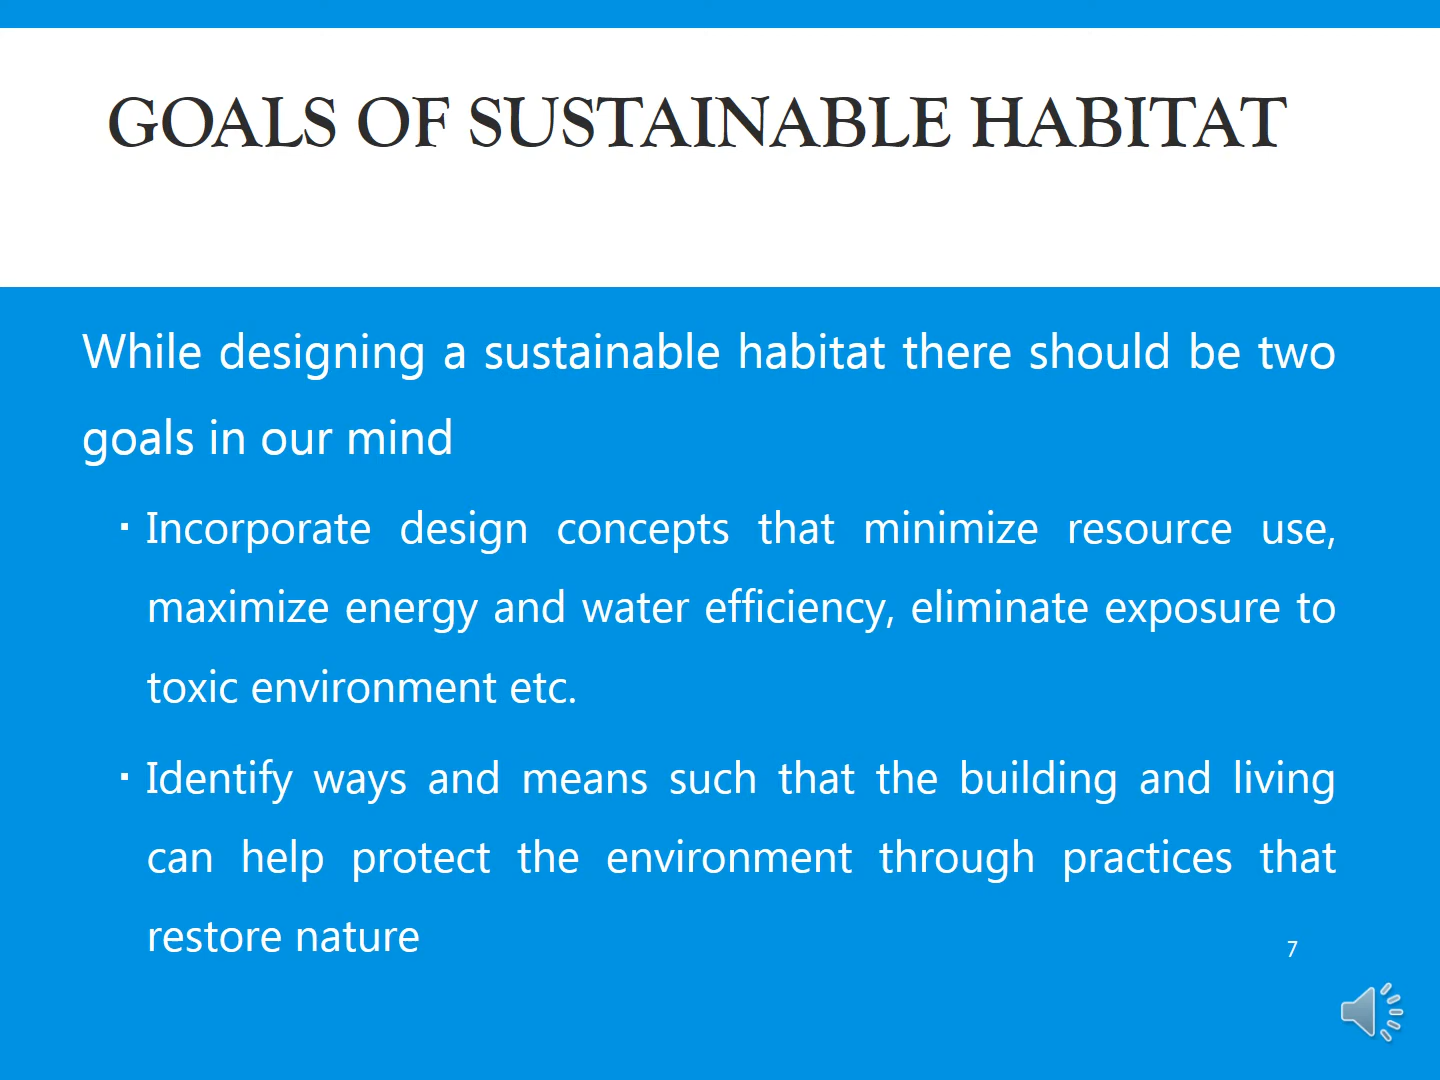 GOALS OF SUSTAINABLE HABITAT
While designing a sustainable habitat there should be two
goals in our mind
▪ Incorporate design concepts that minimize resource use,
maximize energy and water efficiency, eliminate exposure to
toxic environment etc.
▪ Identify ways and means such that the building and living
can help protect the environment through practices that
restore nature
7